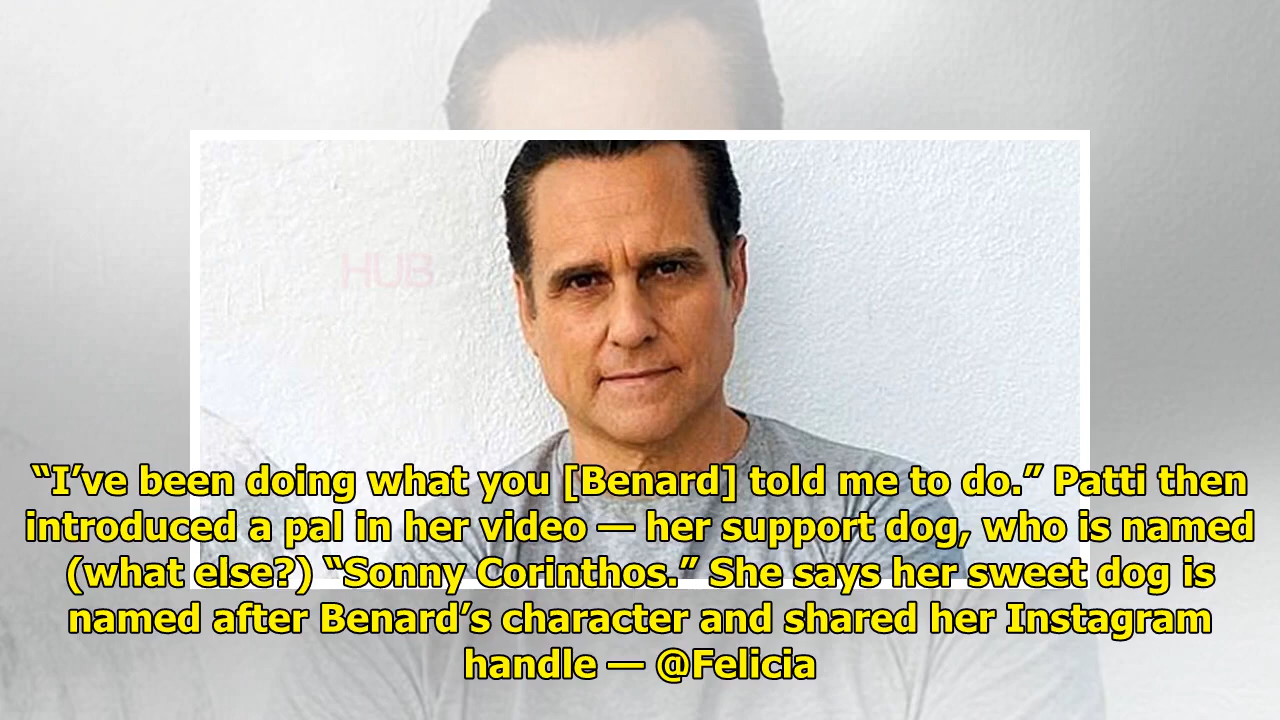 HUB
“I’ve been doing what you [Benard] told me to do.” Patti then
introduced a pal in her video — her support dog, who is named
(what else?) “Sonny Corinthos.” She says her sweet dog is
named after Benard’s character and shared her Instagram
handle — @Felicia